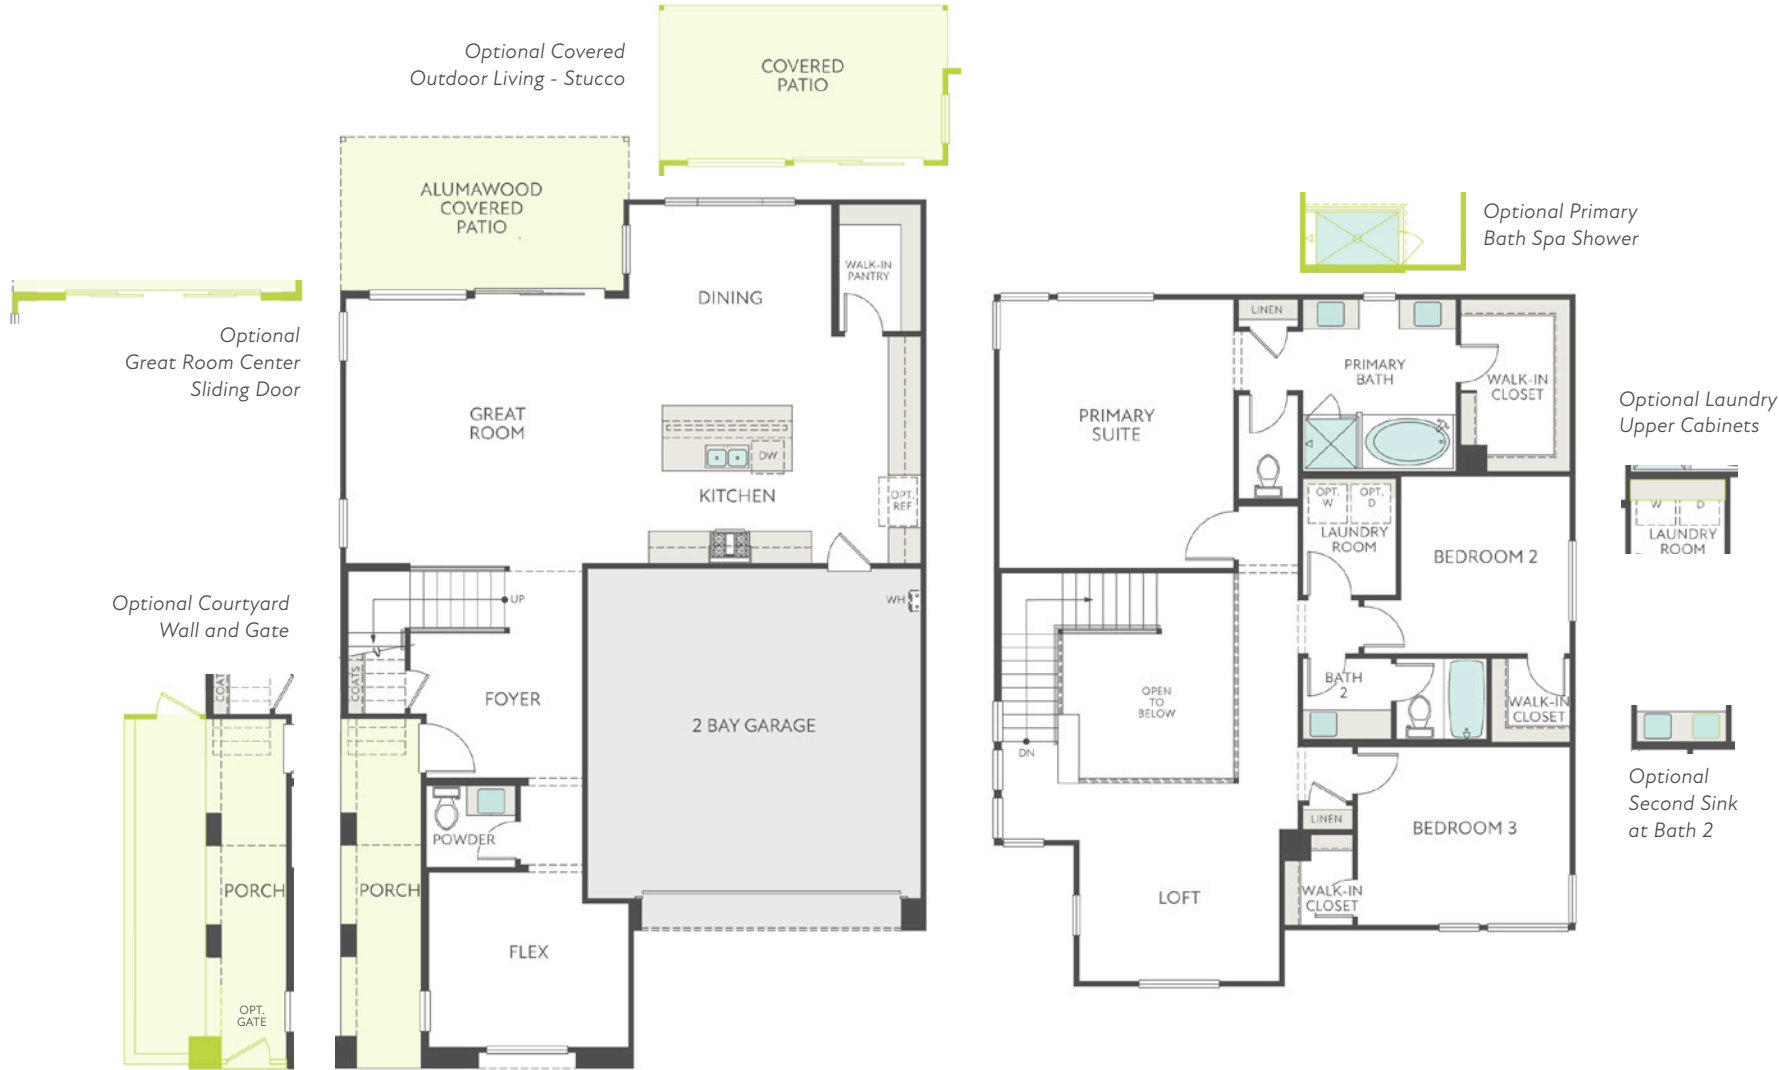 Optional Covered
Outdoor Living - Stucco
COVERED
PATIO
ALUMAWOOD
COVERED
PATIO
Optional
Great Room Center
Sliding Door
DINING
WALK-IN
PANTRY
GREAT
ROOM
DW
KITCHEN
OPT.
REF
UP
WH
Optional Courtyard
Wall and Gate
COAT
COATS
FOYER
2 BAY GARAGE
POWDER
PORCH
PORCH
FLEX
OPT.
GATE
Optional Primary
Bath Spa Shower
LINEN
PRIMARY
BATH
WALK-IN
CLOSET
PRIMARY
SUITE
Optional Laundry
Upper Cabinets
OPT.
W
OPT.
D
LAUNDRY
ROOM
BEDROOM 2
W
D
LAUNDRY
ROOM
OPEN
TO
BELOW
BATH
2
WALK-IN
CLOSET
DN
Optional
Second Sink
at Bath 2
LINEN
BEDROOM 3
WALK-IN
CLOSET
LOFT